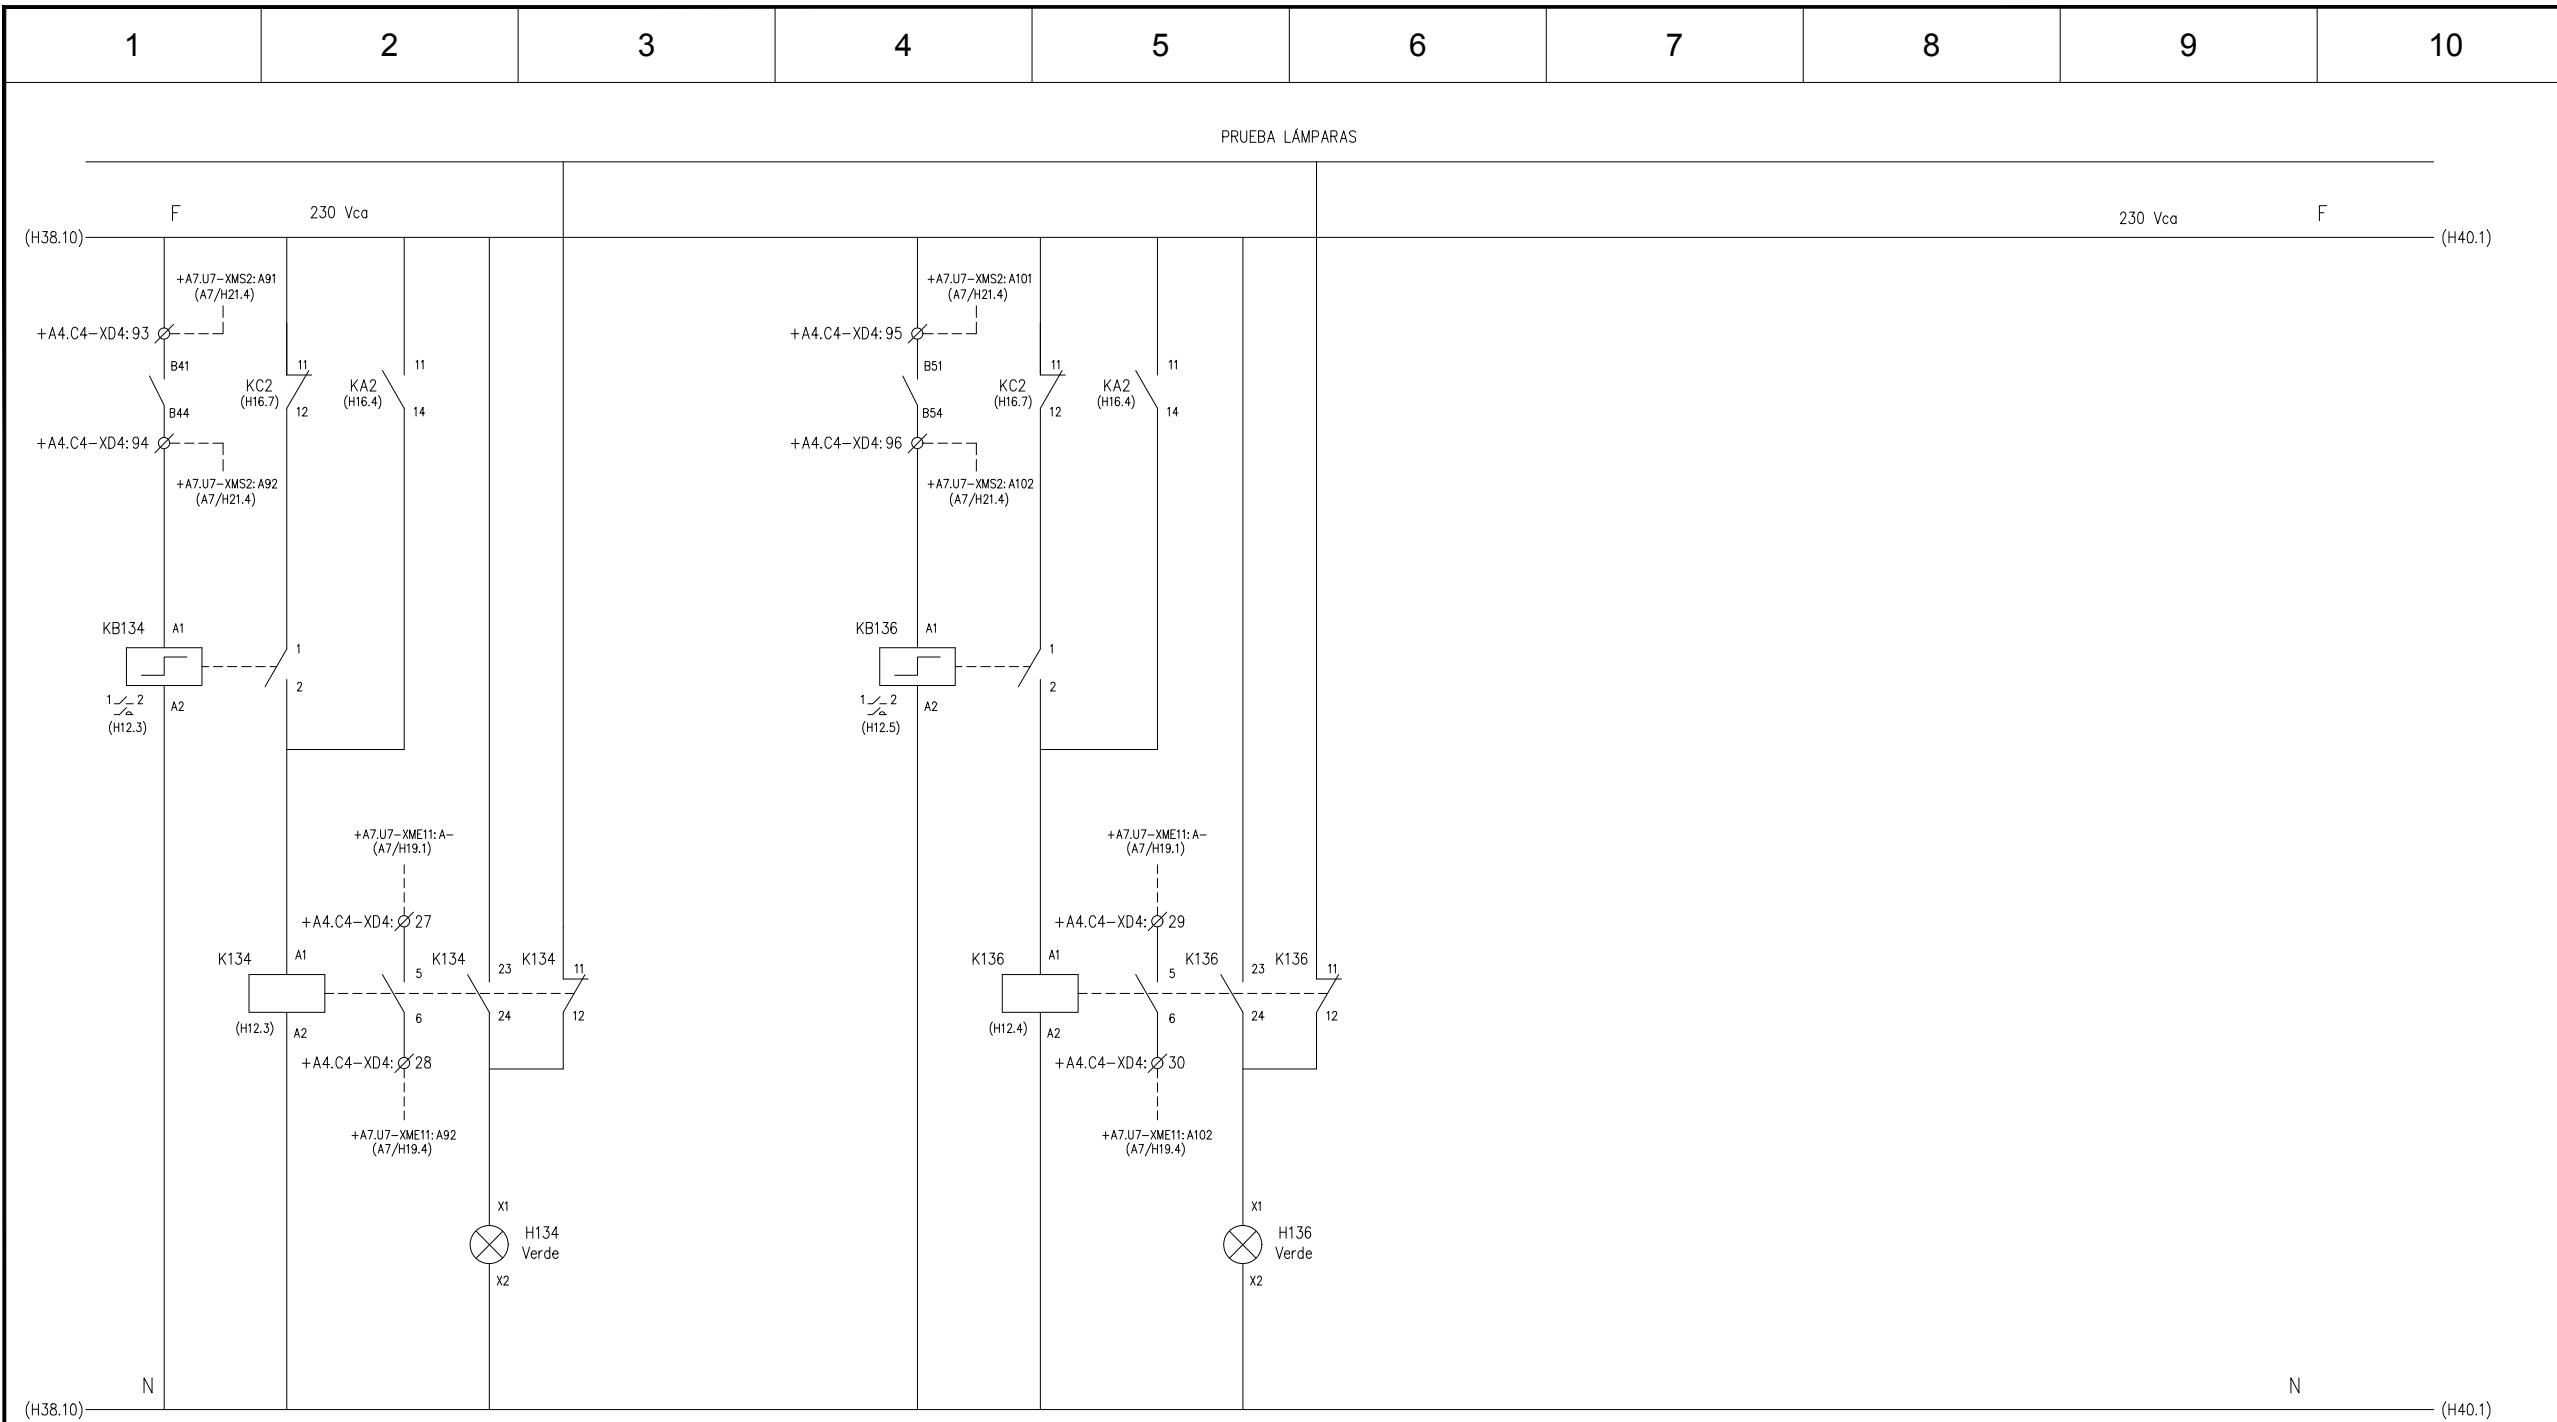 1 2 3 4 5 6 7 8 9 10
PRUEBA LÁMPARAS
F 230 Vca 230 Vca F
(H38.10) (H40.1)
+A7.U7-XMS2:A91
(A7/H21.4)
+A4.C4-XD4:93
B41
B44
+A4.C4-XD4:94
+A7.U7-XMS2:A92
(A7/H21.4)
KC2
(H16.7)
11
12
KA2
(H16.4)
11
14
KB134 A1
1 2
A2
(H12.3)
1
2
+A7.U7-XME11:A-
(A7/H19.1)
+A4.C4-XD4: 27
K134 A1
(H12.3) A2
5
6
K134 23
24
K134 11
12
+A4.C4-XD4: 28
+A7.U7-XME11:A92
(A7/H19.4)
X1
H134
Verde
X2
+A7.U7-XMS2:A101
(A7/H21.4)
+A4.C4-XD4:95
B51
B54
+A4.C4-XD4:96
+A7.U7-XMS2:A102
(A7/H21.4)
KC2
(H16.7)
11
12
KA2
(H16.4)
11
14
KB136 A1
1 2
A2
(H12.5)
1
2
+A7.U7-XME11:A-
(A7/H19.1)
+A4.C4-XD4: 29
K136 A1
(H12.4) A2
5
6
K136 23
24
K136 11
12
+A4.C4-XD4: 30
+A7.U7-XME11:A102
(A7/H19.4)
X1
H136
Verde
X2
N N
(H38.10) (H40.1)